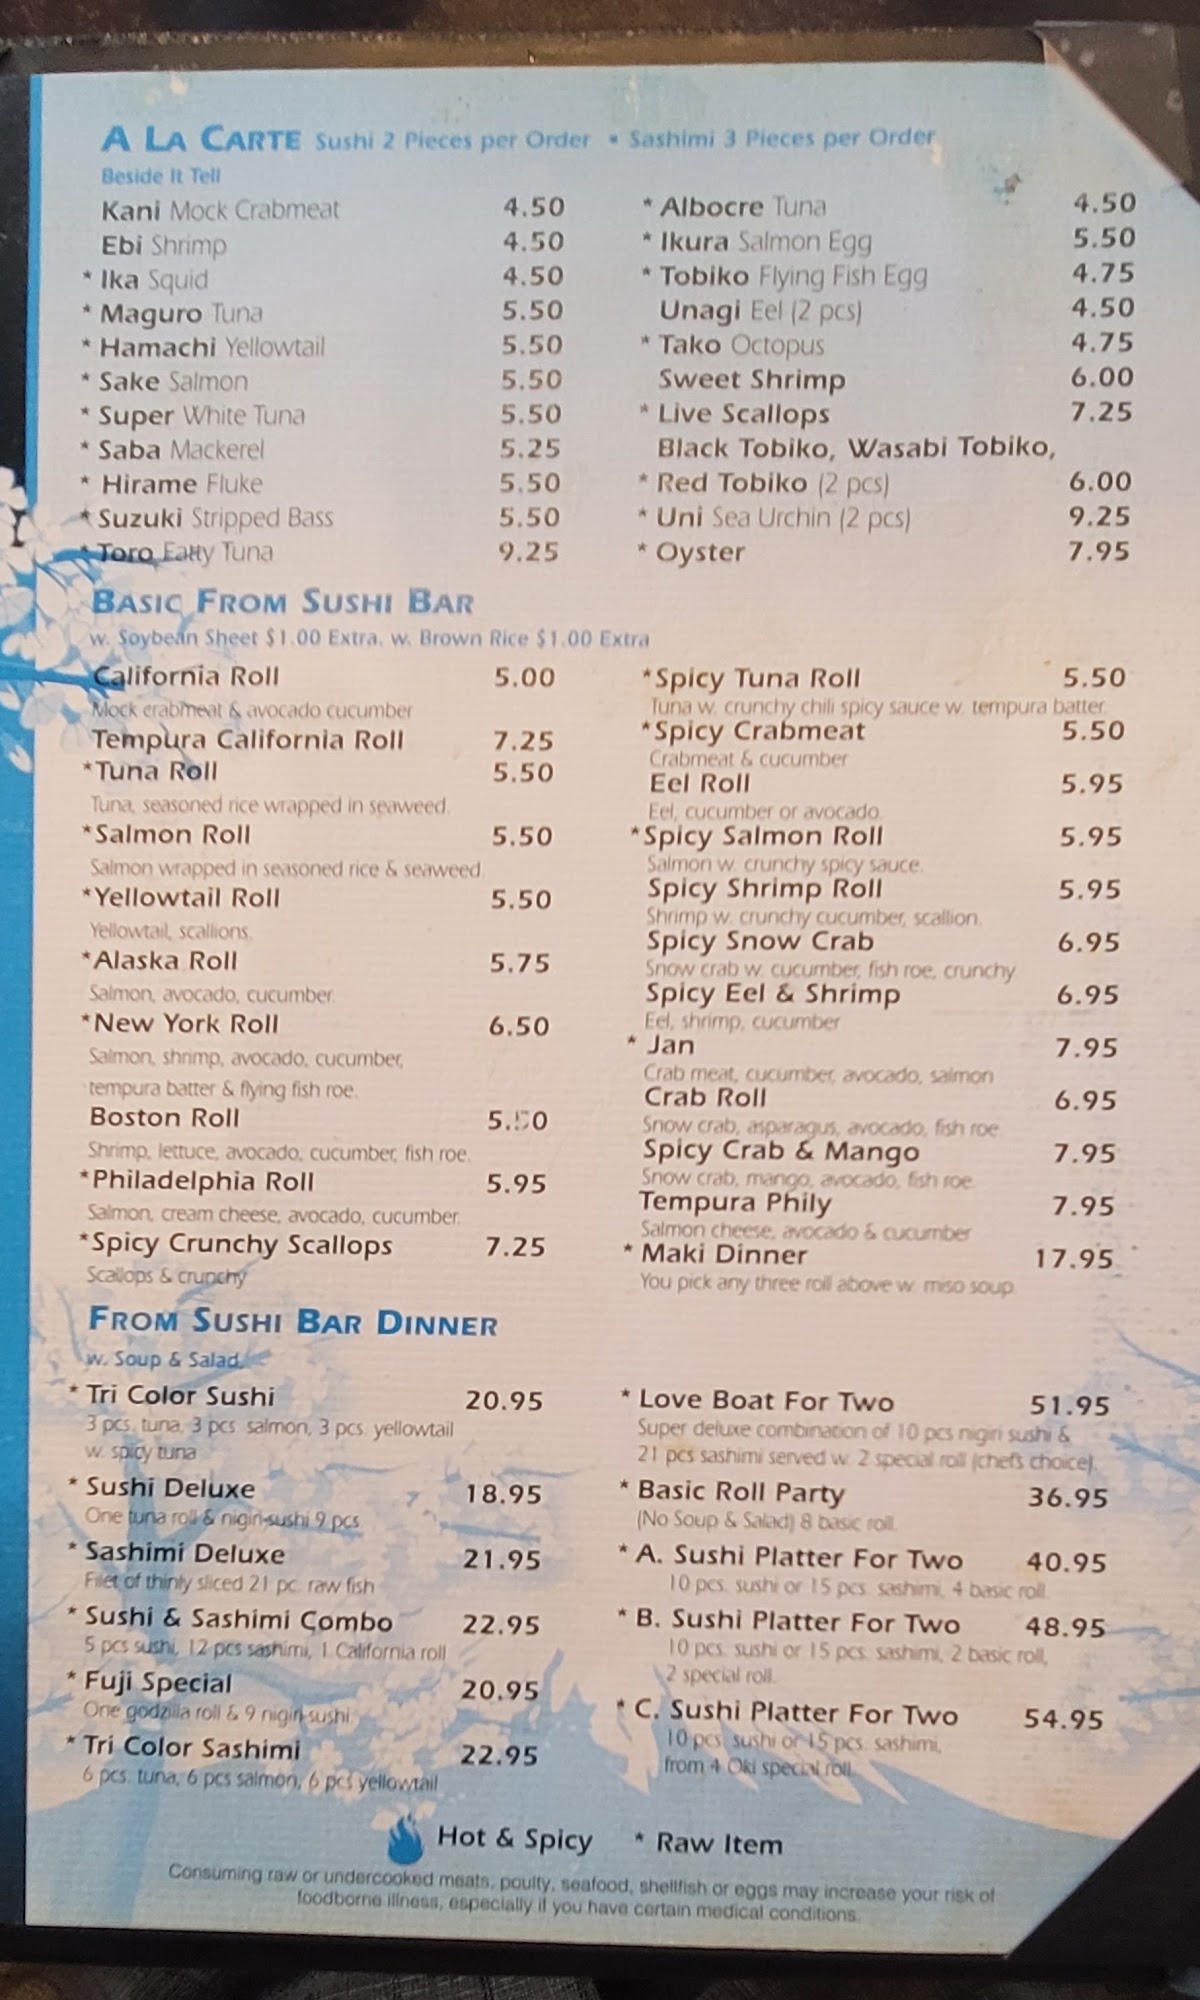 A LA CARTE Sushi 2 Pieces per Order • Sashimi 3 Pieces per Order
Beside It Tell
Kani Mock Crabmeat 4.50
Ebi Shrimp 4.50
* Ika Squid 4.50
* Maguro Tuna 5.50
* Hamachi Yellowtail 5.50
* Sake Salmon 5.50
* Super White Tuna 5.50
* Saba Mackerel 5.25
* Hirame Fluke 5.50
* Suzuki Stripped Bass 5.50
* Toro Fatty Tuna 9.25
* Albocre Tuna 4.50
* Ikura Salmon Egg 5.50
* Tobiko Flying Fish Egg 4.75
Unagi Eel (2 pcs) 4.50
* Tako Octopus 4.75
Sweet Shrimp 6.00
* Live Scallops 7.25
Black Tobiko, Wasabi Tobiko,
* Red Tobiko (2 pcs) 6.00
* Uni Sea Urchin (2 pcs) 9.25
* Oyster 7.95
BASIC FROM SUSHI BAR
w. Soybean Sheet $1.00 Extra. w. Brown Rice $1.00 Extra
California Roll 5.00
Mock crabmeat & avocado cucumber
Tempura California Roll 7.25
*Tuna Roll 5.50
Tuna, seasoned rice wrapped in seaweed.
*Salmon Roll 5.50
Salmon wrapped in seasoned rice & seaweed.
*Yellowtail Roll 5.50
Yellowtail, scallions.
*Alaska Roll 5.75
Salmon, avocado, cucumber.
*New York Roll 6.50
Salmon, shrimp, avocado, cucumber,
tempura batter & flying fish roe.
Boston Roll 5.50
Shrimp, lettuce, avocado, cucumber, fish roe.
*Philadelphia Roll 5.95
Salmon, cream cheese, avocado, cucumber.
*Spicy Crunchy Scallops 7.25
Scallops & crunchy
*Spicy Tuna Roll 5.50
Tuna w. crunchy chili spicy sauce w. tempura batter.
*Spicy Crabmeat 5.50
Crabmeat & cucumber
Eel Roll 5.95
Eel, cucumber or avocado.
*Spicy Salmon Roll 5.95
Salmon w. crunchy spicy sauce.
Spicy Shrimp Roll 5.95
Shrimp w. crunchy cucumber, scallion.
Spicy Snow Crab 6.95
Snow crab w. cucumber, fish roe, crunchy
Spicy Eel & Shrimp 6.95
Eel, shrimp, cucumber
* Jan 7.95
Crab meat, cucumber, avocado, salmon
Crab Roll 6.95
Snow crab, asparagus, avocado, fish roe
Spicy Crab & Mango 7.95
Snow crab, mango, avocado, fish roe.
Tempura Phily 7.95
Salmon cheese, avocado & cucumber
* Maki Dinner 17.95
You pick any three roll above w. miso soup
FROM SUSHI BAR DINNER
w. Soup & Salad.
* Tri Color Sushi 20.95
3 pcs. tuna, 3 pcs salmon, 3 pcs. yellowtail
w. spicy tuna
* Sushi Deluxe 18.95
One tuna roll & nigiri-sushi 9 pcs
* Sashimi Deluxe 21.95
Filet of thinly sliced 21 pc. raw fish
* Sushi & Sashimi Combo 22.95
5 pcs sushi, 12 pcs sashimi, 1 California roll
* Fuji Special 20.95
One godzilla roll & 9 nigiri-sushi
* Tri Color Sashimi 22.95
6 pcs. tuna, 6 pcs salmon, 6 pcs yellowtail
* Love Boat For Two 51.95
Super deluxe combination of 10 pcs nigiri sushi &
21 pcs sashimi served w. 2 special roll (chef's choice)
* Basic Roll Party 36.95
(No Soup & Salad) 8 basic roll.
* A. Sushi Platter For Two 40.95
10 pcs. sushi or 15 pcs. sashimi, 4 basic roll.
* B. Sushi Platter For Two 48.95
10 pcs. sushi or 15 pcs. sashimi, 2 basic roll,
2 special roll.
* C. Sushi Platter For Two 54.95
10 pcs. sushi or 15 pcs. sashimi,
from 4 Oki special roll
Hot & Spicy * Raw Item
Consuming raw or undercooked meats, poulty, seafood, shellfish or eggs may increase your risk of
foodborne illness, especially if you have certain medical conditions.